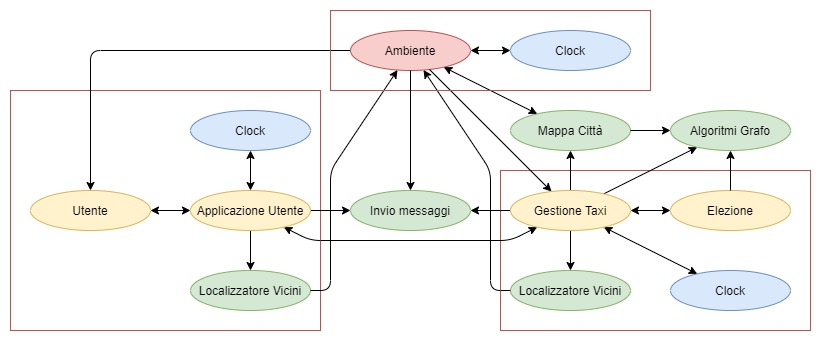 Ambiente
Clock
Clock
Mappa Città
Algoritmi Grafo
Utente
Applicazione Utente
Invio messaggi
Gestione Taxi
Elezione
Localizzatore Vicini
Localizzatore Vicini
Clock